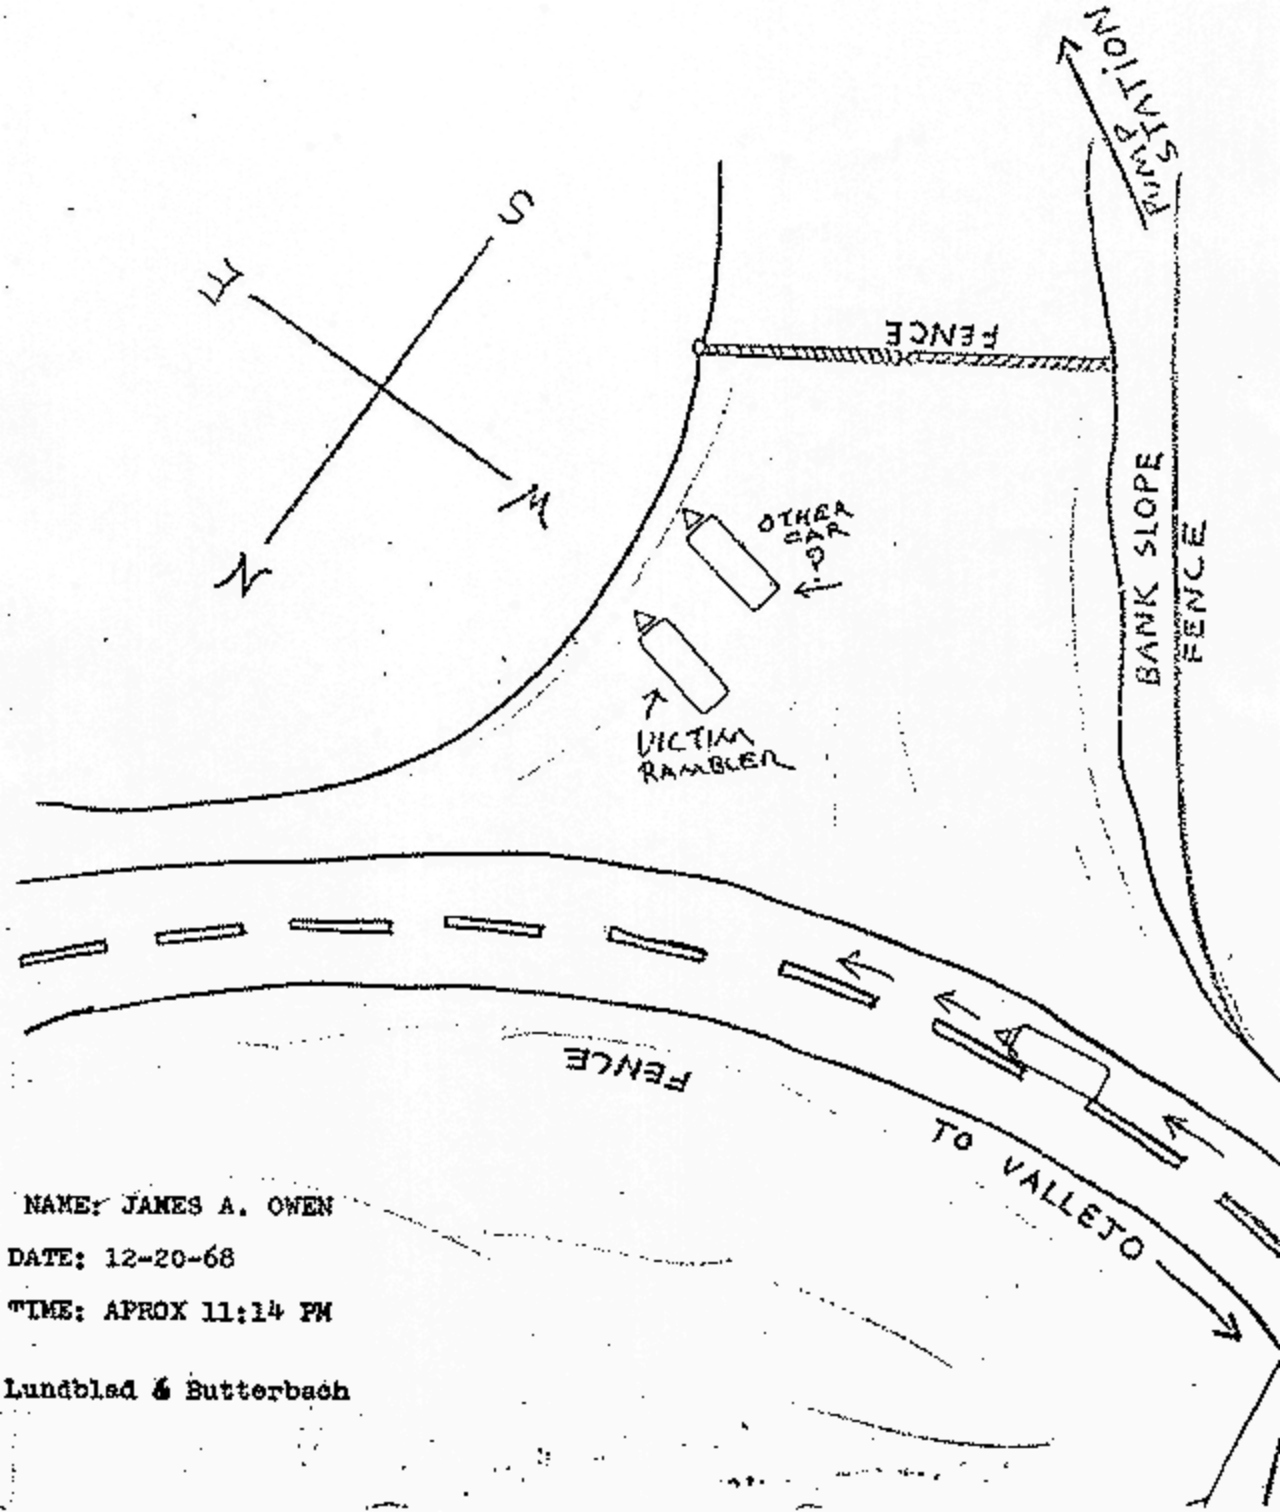 PUMP
STATION
S
E
FENCE
W
N
OTHER
CAR
?
BANK SLOPE
FENCE
VICTIM
RAMBLER
FENCE
TO VALLEJO
NAME: JAMES A. OWEN
DATE: 12-20-68
TIME: APROX 11:14 PM
Lundblad & Butterbach